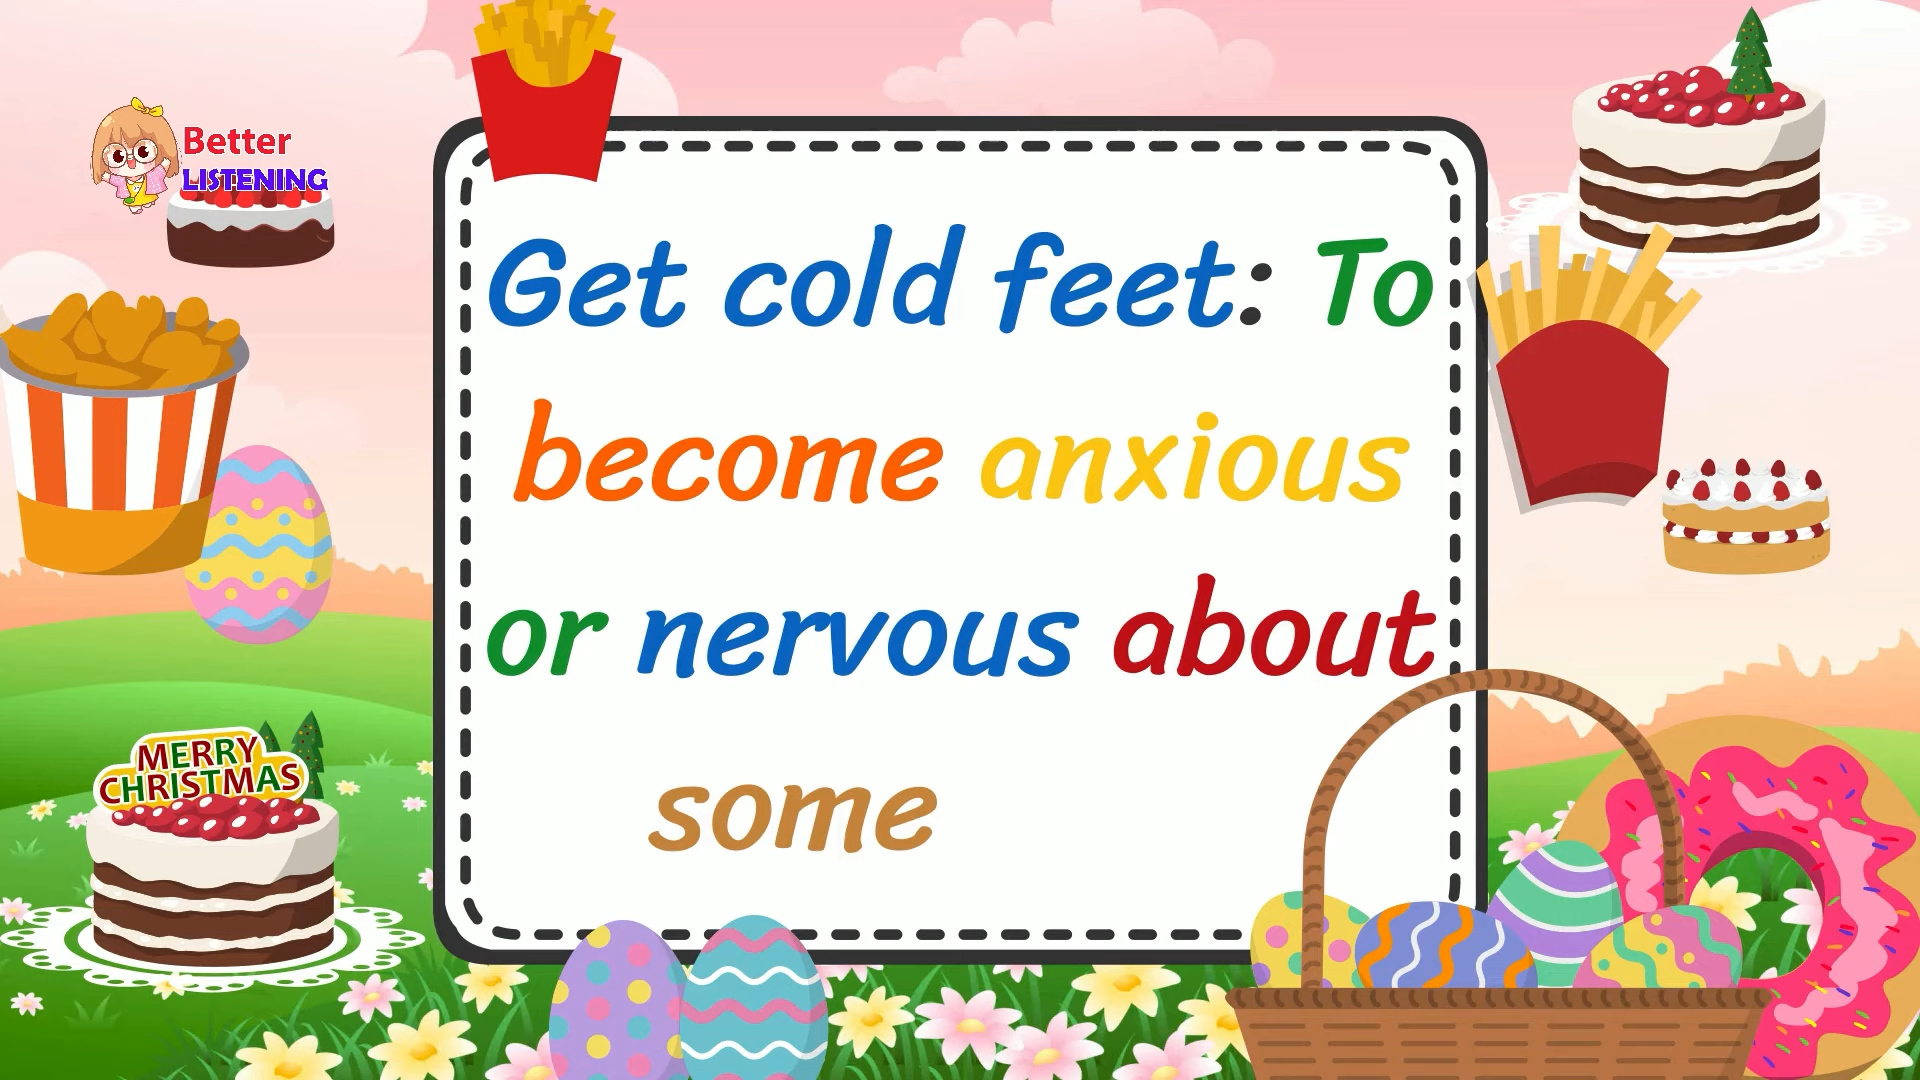 Better
LISTENING
Get cold feet: To
become anxious
or nervous about
some
MERRY
CHRISTMAS